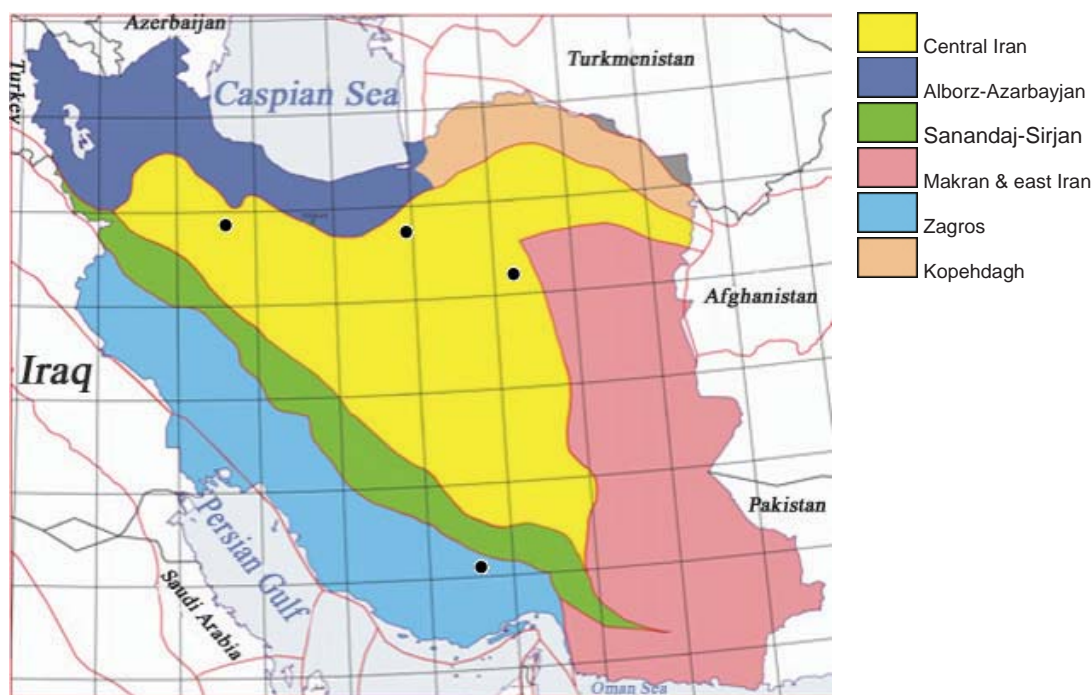 Azerbaijan
Turkmenistan
Turkey
Caspian Sea
Afghanistan
Iraq
Pakistan
Persian Gulf
Saudi Arabia
Oman Sea
Central Iran
Alborz-Azarbayjan
Sanandaj-Sirjan
Makran & east Iran
Zagros
Kopehdagh